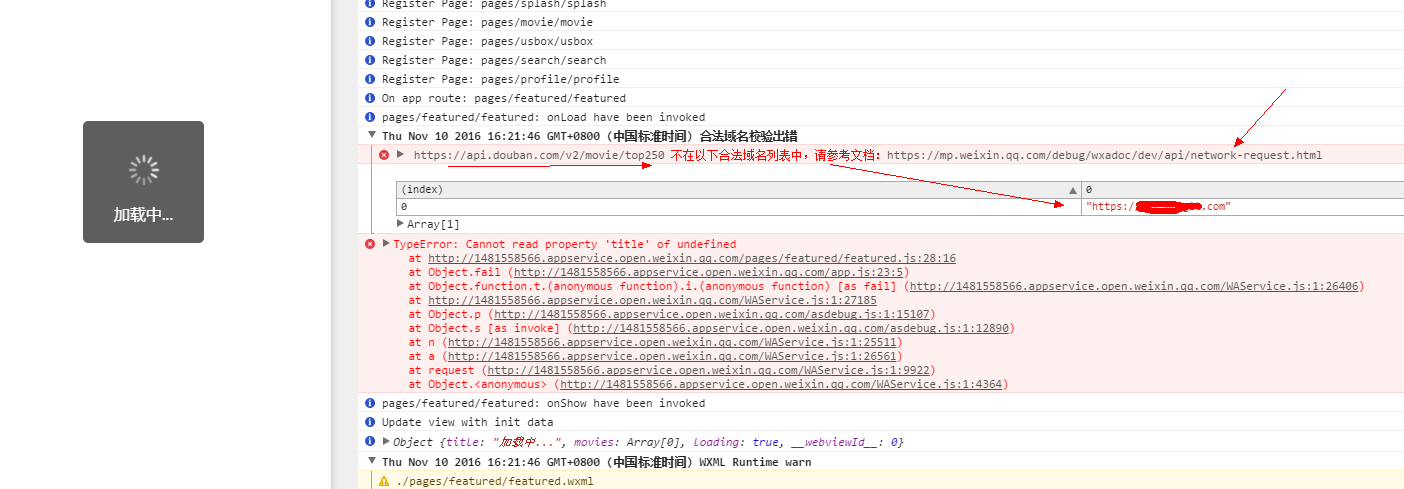 Register Page: pages/splash/splash
Register Page: pages/movie/movie
Register Page: pages/usbox/usbox
Register Page: pages/search/search
Register Page: pages/profile/profile
On app route: pages/featured/featured
pages/featured/featured: onLoad have been invoked
Thu Nov 10 2016 16:21:46 GMT+0800 (中国标准时间) 合法域名校验出错
https://api.douban.com/v2/movie/top250 不在以下合法域名列表中，请参考文档：https://mp.weixin.qq.com/debug/wxadoc/dev/api/network-request.html
(index) 0
0 "https:/ .com"
Array[1]
TypeError: Cannot read property 'title' of undefined
at http://1481558566.appservice.open.weixin.qq.com/pages/featured/featured.js:28:16
at Object.fail (http://1481558566.appservice.open.weixin.qq.com/app.js:23:5)
at Object.function.t.(anonymous function).i.(anonymous function) [as fail] (http://1481558566.appservice.open.weixin.qq.com/WAService.js:1:26406)
at http://1481558566.appservice.open.weixin.qq.com/WAService.js:1:27185
at Object.p (http://1481558566.appservice.open.weixin.qq.com/asdebug.js:1:15107)
at Object.s [as invoke] (http://1481558566.appservice.open.weixin.qq.com/asdebug.js:1:12890)
at n (http://1481558566.appservice.open.weixin.qq.com/WAService.js:1:25511)
at a (http://1481558566.appservice.open.weixin.qq.com/WAService.js:1:26561)
at request (http://1481558566.appservice.open.weixin.qq.com/WAService.js:1:9922)
at Object.<anonymous> (http://1481558566.appservice.open.weixin.qq.com/WAService.js:1:4364)
pages/featured/featured: onShow have been invoked
Update view with init data
Object {title: "加载中...", movies: Array[0], loading: true, __webviewId__: 0}
Thu Nov 10 2016 16:21:46 GMT+0800 (中国标准时间) WXML Runtime warn
./pages/featured/featured.wxml
加载中...